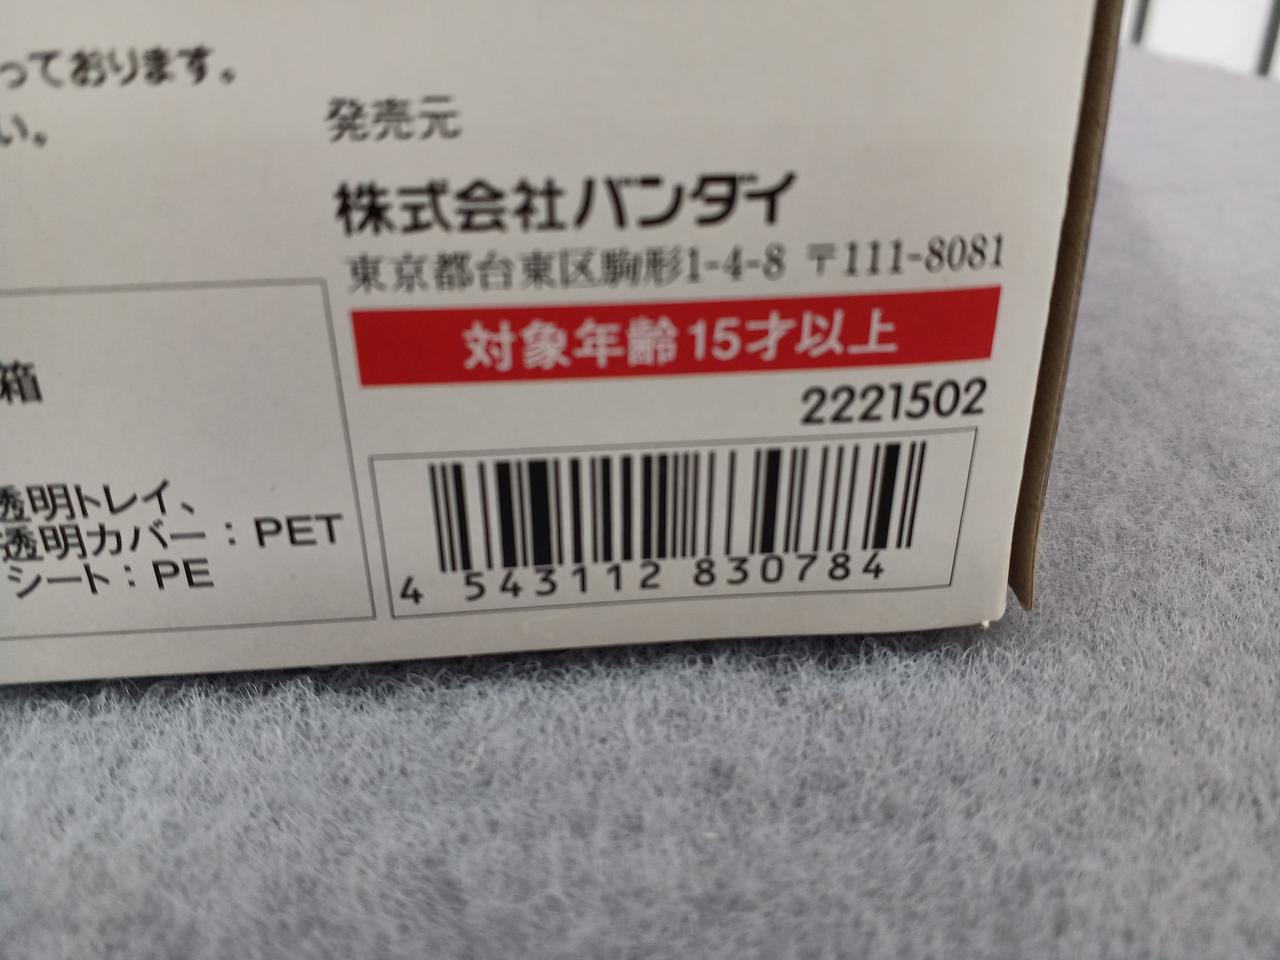 っております。
い。
発売元
株式会社バンダイ
東京都台東区駒形1-4-8 〒111-8081
対象年齢15才以上
2221502
箱
透明トレイ、
透明カバー：PET
シート：PE
4 543112 830784